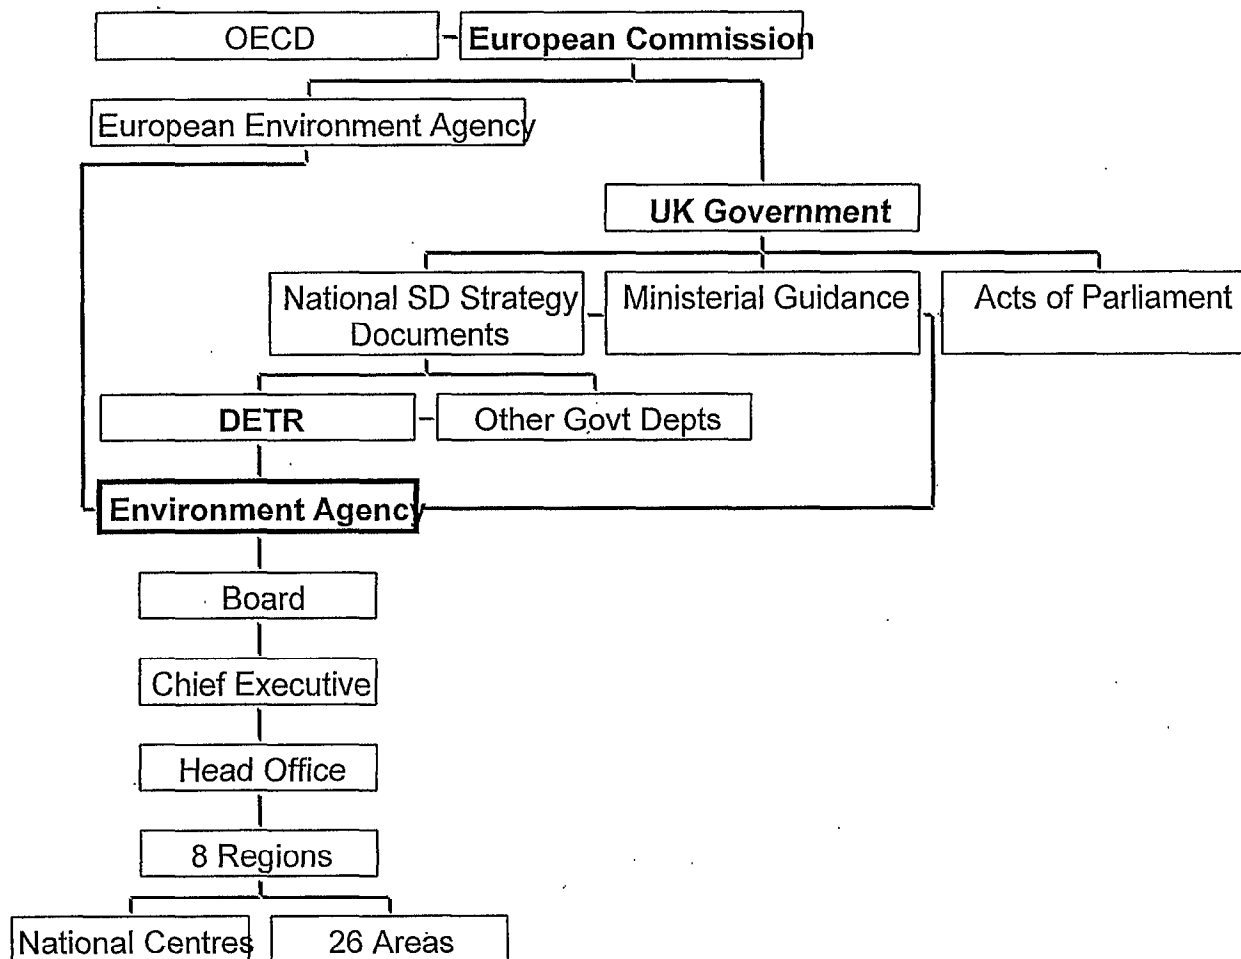 OECD
European Commission
European Environment Agency
UK Government
National SD Strategy
Documents
Ministerial Guidance
Acts of Parliament
DETR
Other Govt Depts
Environment Agency
Board
Chief Executive
Head Office
8 Regions
National Centres
26 Areas